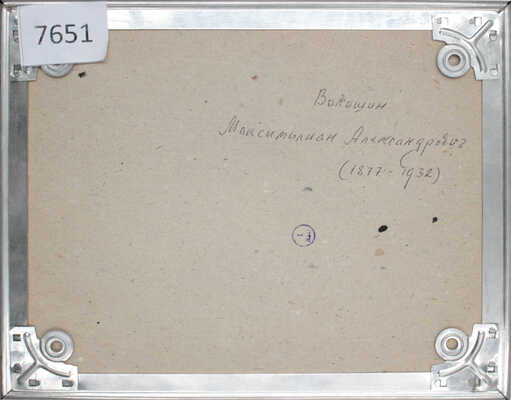 7651
Волошин
Максимилиан Александрович
(1877-1932)